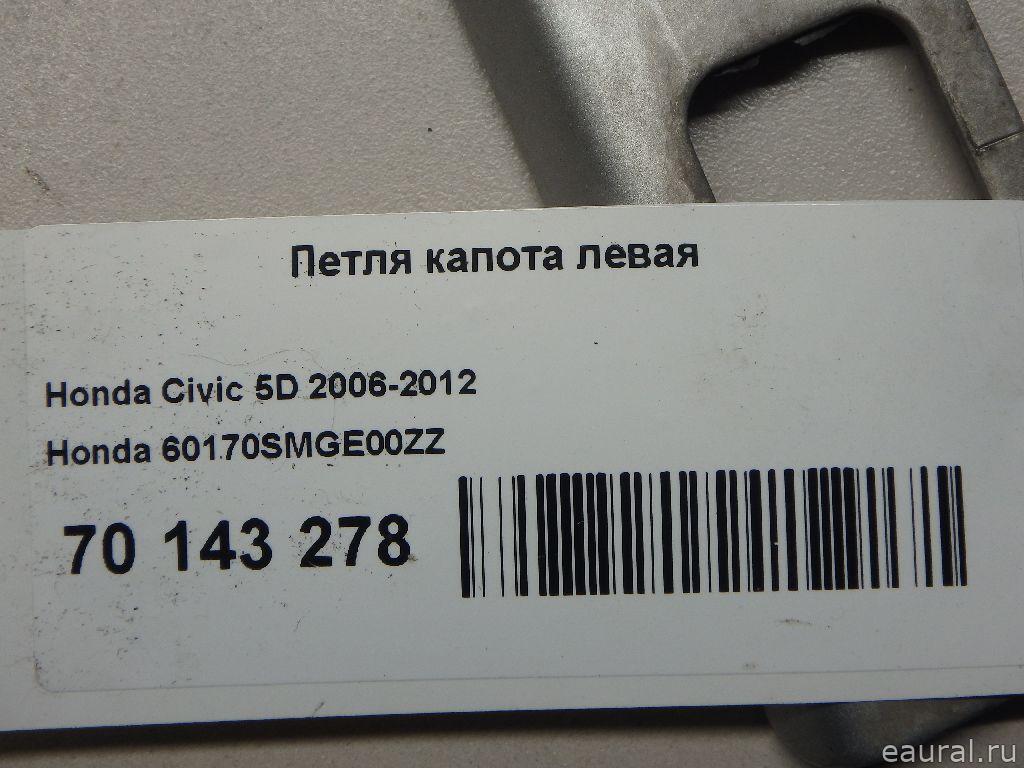 Петля капота левая
Honda Civic 5D 2006-2012
Honda 60170SMGE00ZZ
70 143 278
eaural.ru